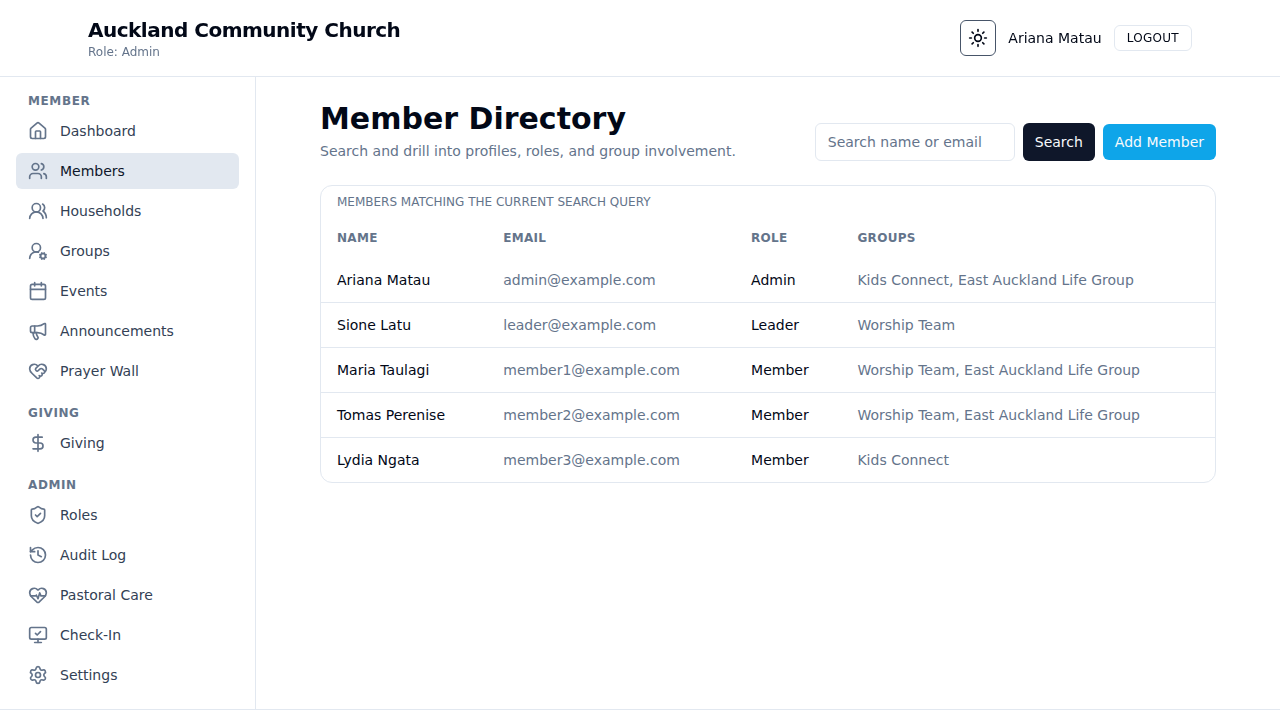 Auckland Community Church
Role: Admin
Ariana Matau
LOGOUT
MEMBER
Dashboard
Members
Households
Groups
Events
Announcements
Prayer Wall
GIVING
Giving
ADMIN
Roles
Audit Log
Pastoral Care
Check-In
Settings
Member Directory
Search and drill into profiles, roles, and group involvement.
Search name or email
Search
Add Member
MEMBERS MATCHING THE CURRENT SEARCH QUERY
NAME EMAIL ROLE GROUPS
Ariana Matau admin@example.com Admin Kids Connect, East Auckland Life Group
Sione Latu leader@example.com Leader Worship Team
Maria Taulagi member1@example.com Member Worship Team, East Auckland Life Group
Tomas Perenise member2@example.com Member Worship Team, East Auckland Life Group
Lydia Ngata member3@example.com Member Kids Connect